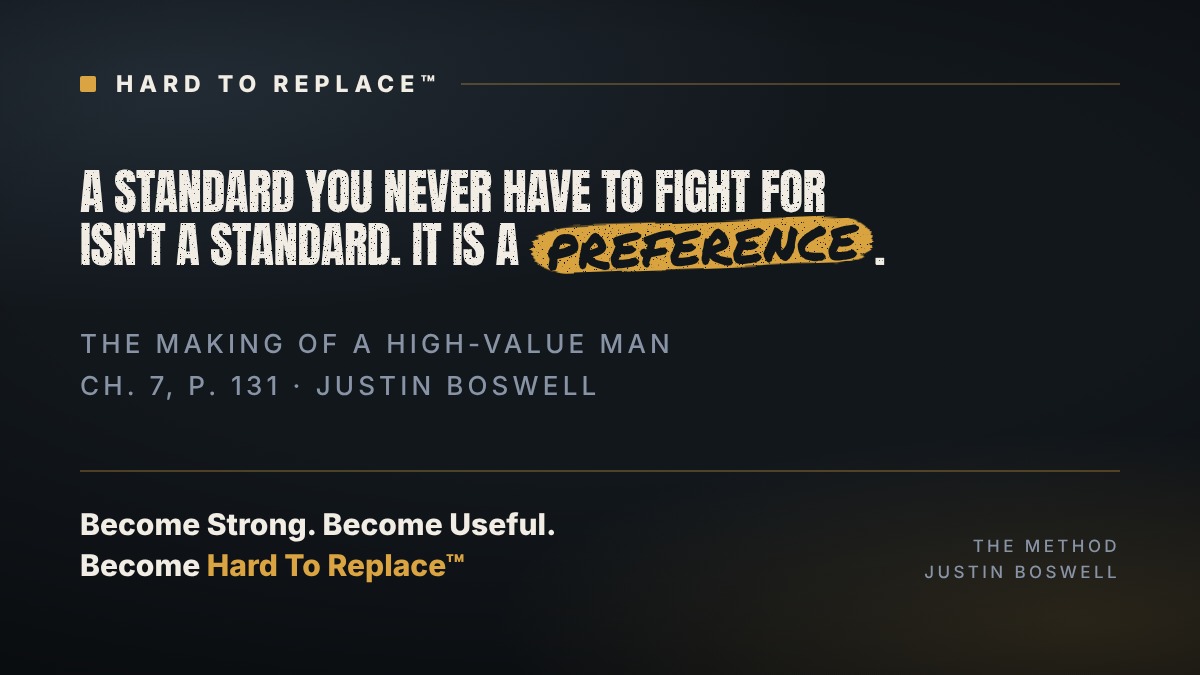 HARD TO REPLACE™
A STANDARD YOU NEVER HAVE TO FIGHT FOR
ISN'T A STANDARD. IT IS A PREFERENCE.
THE MAKING OF A HIGH-VALUE MAN
CH. 7, P. 131 · JUSTIN BOSWELL
Become Strong. Become Useful.
Become Hard To Replace™
THE METHOD
JUSTIN BOSWELL